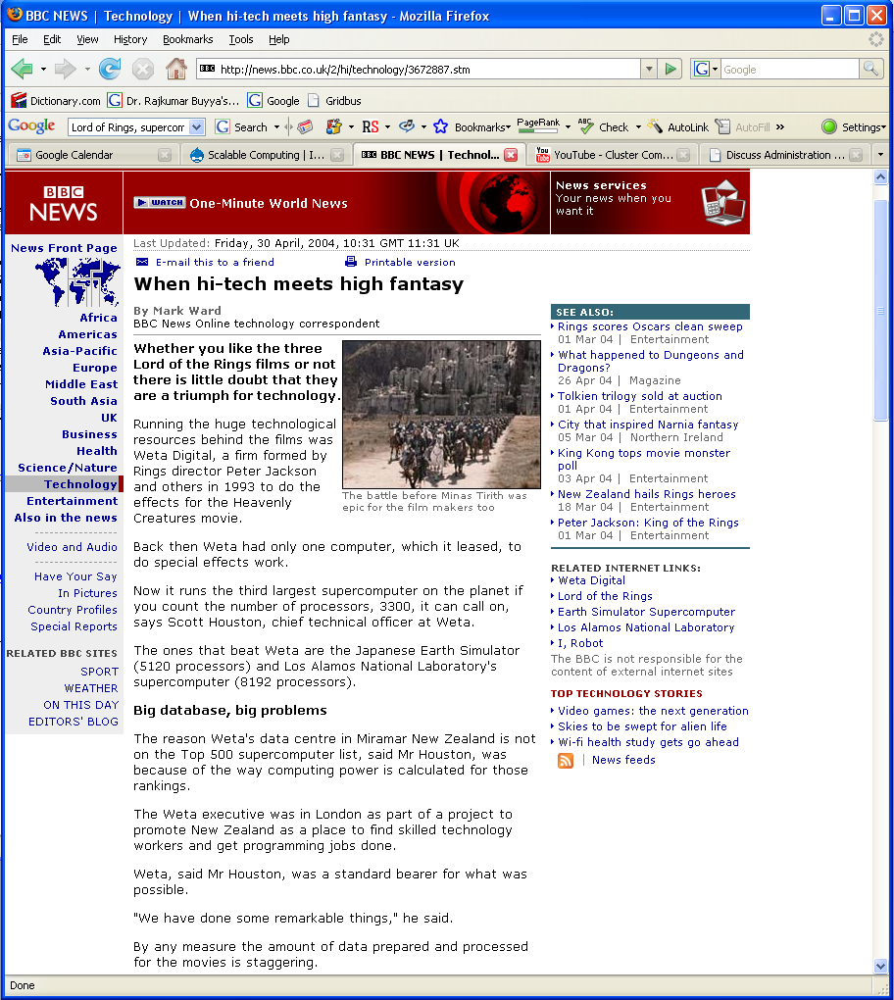 BBC NEWS | Technology | When hi-tech meets high fantasy - Mozilla Firefox
File Edit View History Bookmarks Tools Help
BBC http://news.bbc.co.uk/2/hi/technology/3672887.stm G Google
Dictionary.com G Dr. Rajkumar Buyya's... G Google Gridbus
Google Lord of Rings, supercom G Search RS Bookmarks PageRank ABC Check AutoLink AutoFill » Settings
Google Calendar Scalable Computing | I... BBC BBC NEWS | Technol... You Tube YouTube - Cluster Com... Discuss Administration ...
BBC
NEWS
WATCH One-Minute World News
News services
Your news when you
want it
News Front Page
Africa
Americas
Asia-Pacific
Europe
Middle East
South Asia
UK
Business
Health
Science/Nature
Technology
Entertainment
Also in the news
Video and Audio
Have Your Say
In Pictures
Country Profiles
Special Reports
RELATED BBC SITES
SPORT
WEATHER
ON THIS DAY
EDITORS' BLOG
Last Updated: Friday, 30 April, 2004, 10:31 GMT 11:31 UK
E-mail this to a friend Printable version
When hi-tech meets high fantasy
By Mark Ward
BBC News Online technology correspondent
Whether you like the three
Lord of the Rings films or not
there is little doubt that they
are a triumph for technology.
The battle before Minas Tirith was
epic for the film makers too
Running the huge technological
resources behind the films was
Weta Digital, a firm formed by
Rings director Peter Jackson
and others in 1993 to do the
effects for the Heavenly
Creatures movie.
Back then Weta had only one computer, which it leased, to
do special effects work.
Now it runs the third largest supercomputer on the planet if
you count the number of processors, 3300, it can call on,
says Scott Houston, chief technical officer at Weta.
The ones that beat Weta are the Japanese Earth Simulator
(5120 processors) and Los Alamos National Laboratory's
supercomputer (8192 processors).
Big database, big problems
The reason Weta's data centre in Miramar New Zealand is not
on the Top 500 supercomputer list, said Mr Houston, was
because of the way computing power is calculated for those
rankings.
The Weta executive was in London as part of a project to
promote New Zealand as a place to find skilled technology
workers and get programming jobs done.
Weta, said Mr Houston, was a standard bearer for what was
possible.
"We have done some remarkable things," he said.
By any measure the amount of data prepared and processed
for the movies is staggering.
SEE ALSO:
Rings scores Oscars clean sweep
01 Mar 04 | Entertainment
What happened to Dungeons and
Dragons?
26 Apr 04 | Magazine
Tolkien trilogy sold at auction
01 Apr 04 | Entertainment
City that inspired Narnia fantasy
05 Mar 04 | Northern Ireland
King Kong tops movie monster
poll
03 Apr 04 | Entertainment
New Zealand hails Rings heroes
18 Mar 04 | Entertainment
Peter Jackson: King of the Rings
01 Mar 04 | Entertainment
RELATED INTERNET LINKS:
Weta Digital
Lord of the Rings
Earth Simulator Supercomputer
Los Alamos National Laboratory
I, Robot
The BBC is not responsible for the
content of external internet sites
TOP TECHNOLOGY STORIES
Video games: the next generation
Skies to be swept for alien life
Wi-fi health study gets go ahead
| News feeds
Done